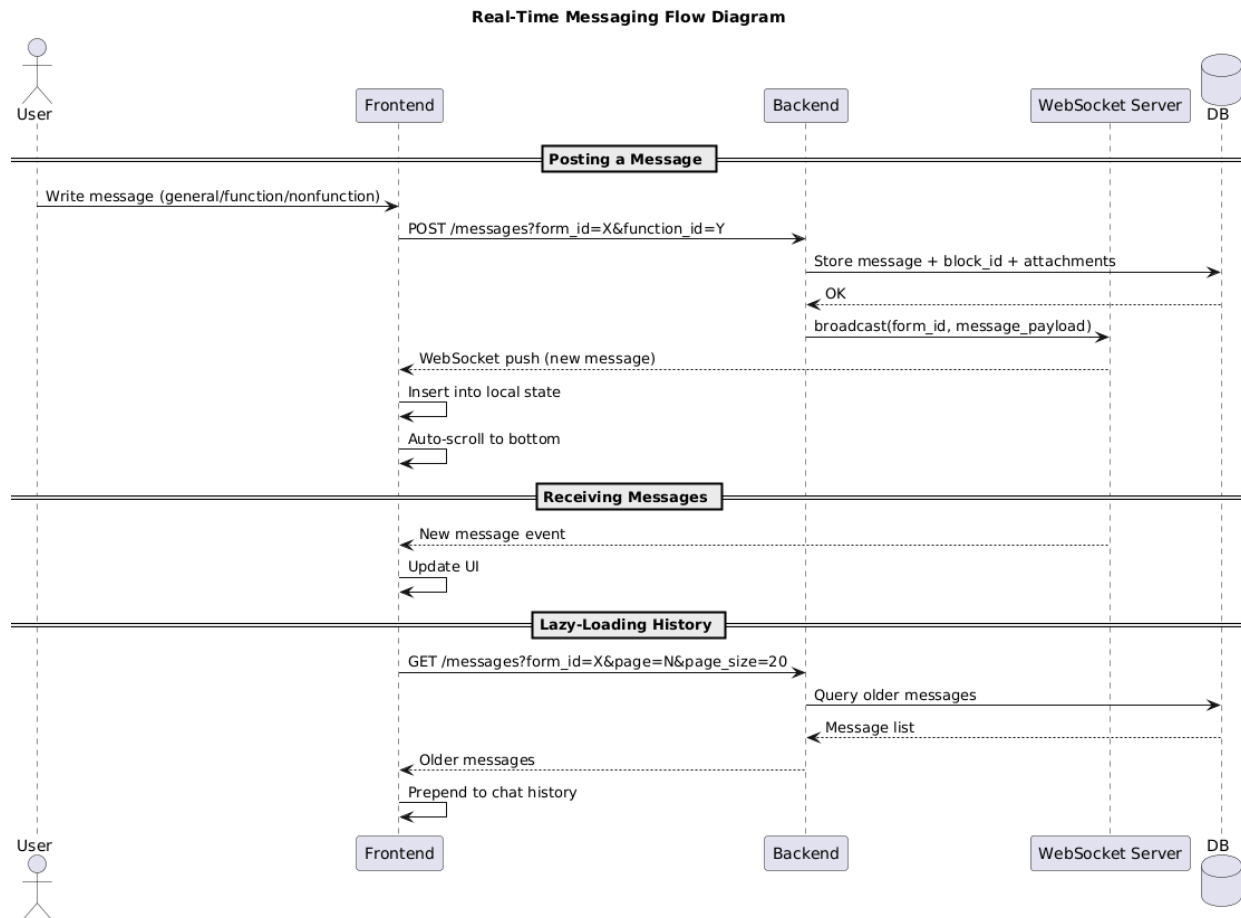 Real-Time Messaging Flow Diagram
User
Frontend
Backend
WebSocket Server
DB
Posting a Message
Write message (general/function/nonfunction)
POST /messages?form_id=X&function_id=Y
Store message + block_id + attachments
OK
broadcast(form_id, message_payload)
WebSocket push (new message)
Insert into local state
Auto-scroll to bottom
Receiving Messages
New message event
Update UI
Lazy-Loading History
GET /messages?form_id=X&page=N&page_size=20
Query older messages
Message list
Older messages
Prepend to chat history
User
Frontend
Backend
WebSocket Server
DB